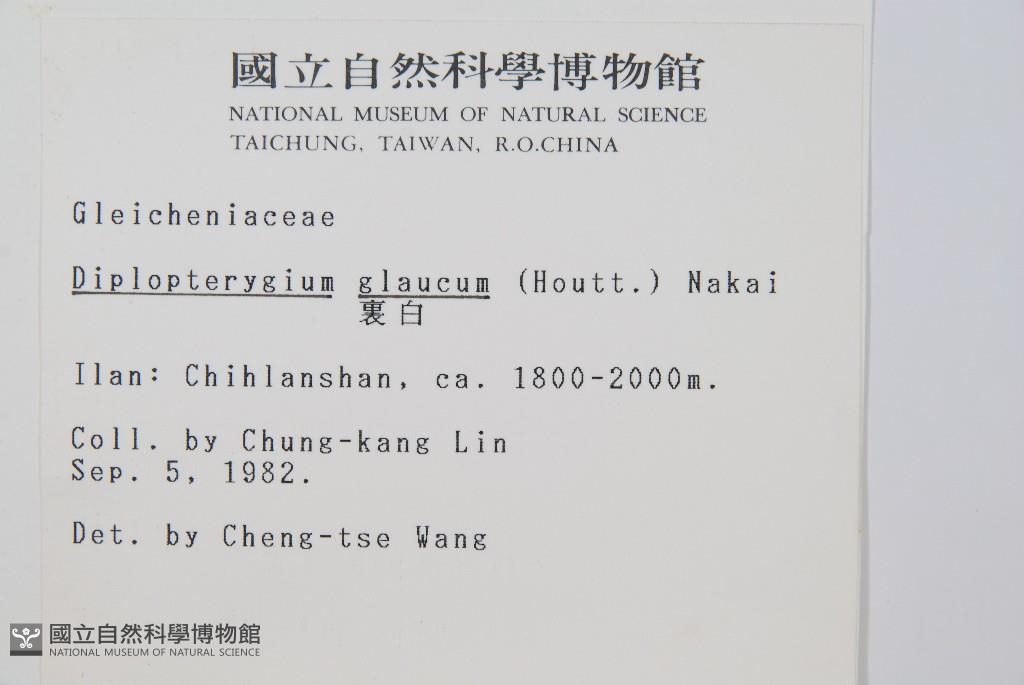 國立自然科學博物館
NATIONAL MUSEUM OF NATURAL SCIENCE
TAICHUNG, TAIWAN, R.O.CHINA
Gleicheniaceae
Diplopterygium glaucum (Houtt.) Nakai
裏白
Ilan: Chihlanshan, ca. 1800-2000m.
Coll. by Chung-kang Lin
Sep. 5, 1982.
Det. by Cheng-tse Wang
國立自然科學博物館
NATIONAL MUSEUM OF NATURAL SCIENCE